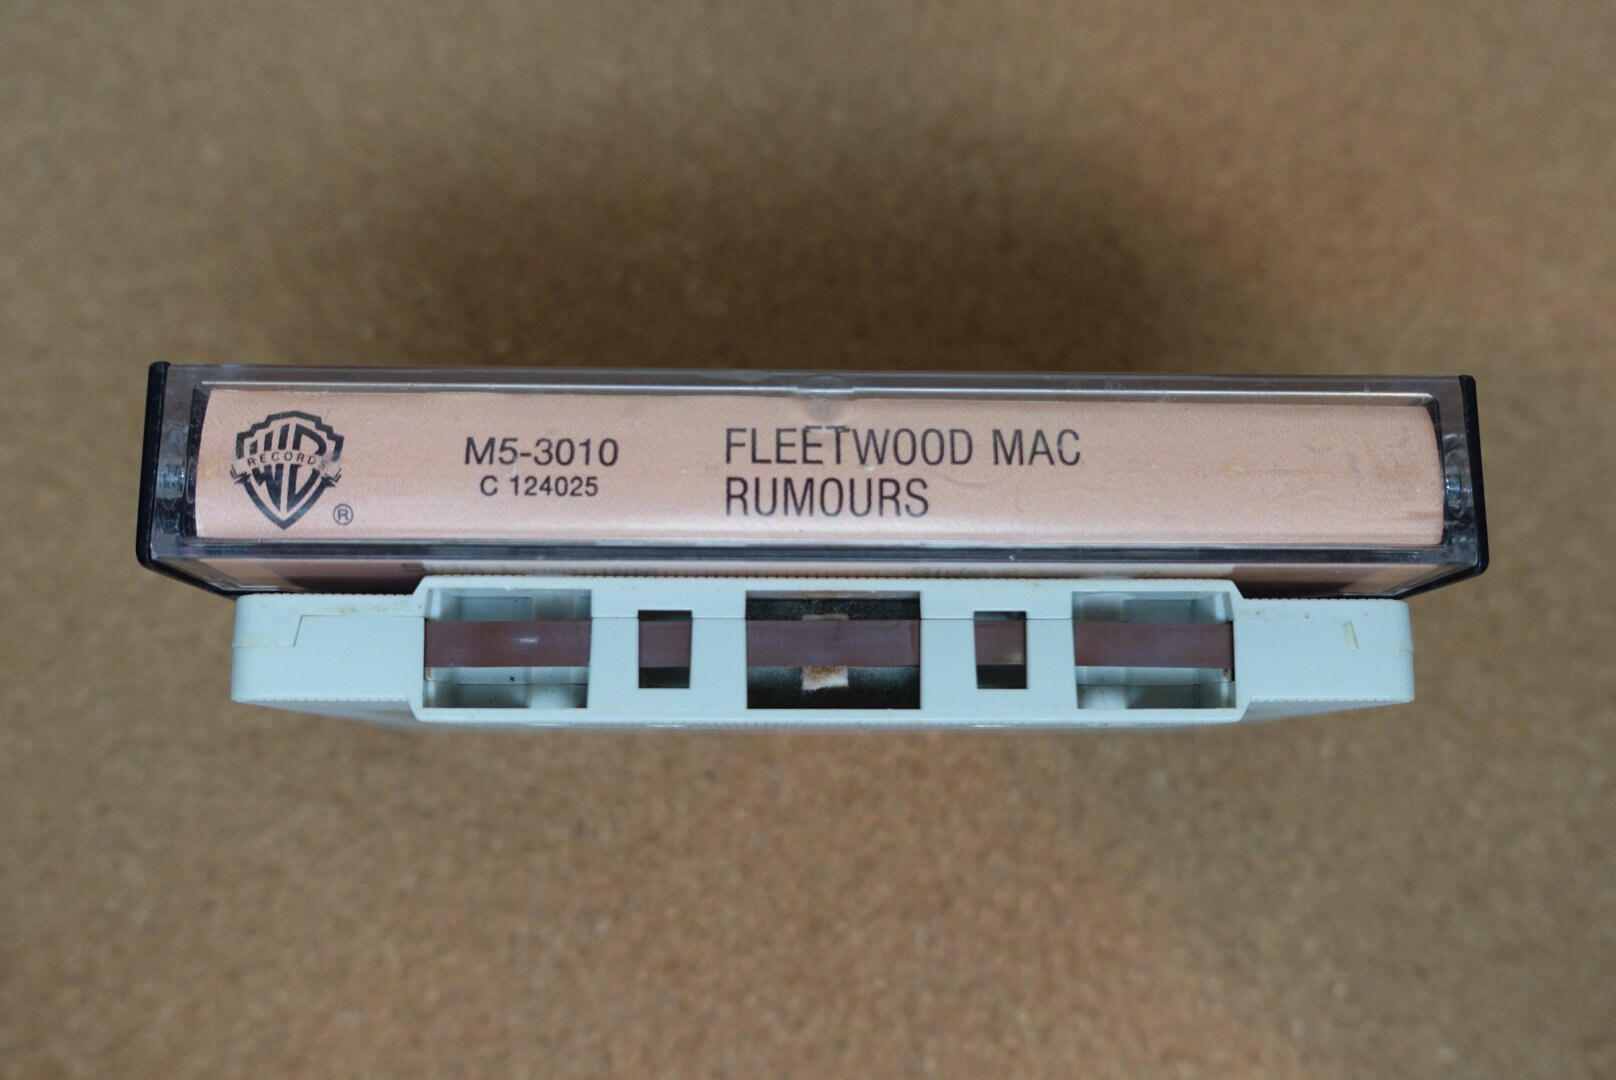 WB
RECORDS
®
M5-3010
C 124025
FLEETWOOD MAC
RUMOURS